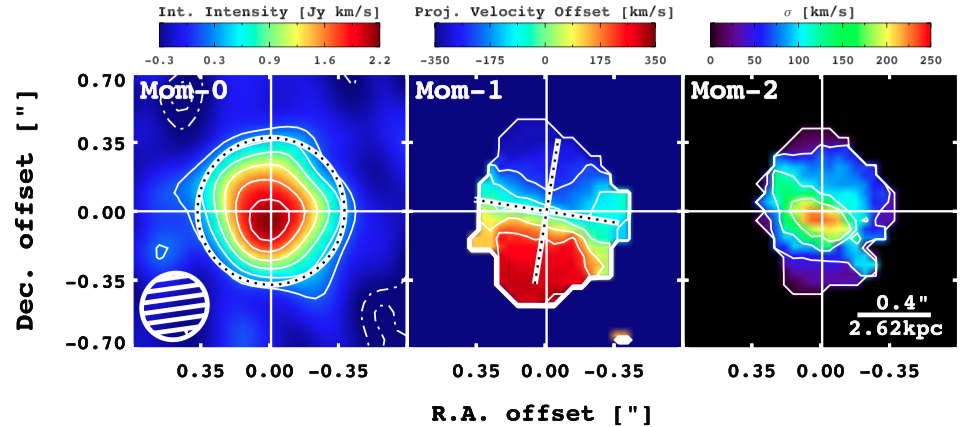 Int. Intensity [Jy km/s] Proj. Velocity Offset [km/s] σ [km/s]
-0.3 0.3 0.9 1.6 2.2 -350 -175 0 175 350 0 50 100 150 200 250
Mom-0 Mom-1 Mom-2
0.70
0.35
0.00
-0.35
-0.70
Dec. offset ["]
0.4"
2.62kpc
0.35 0.00 -0.35 0.35 0.00 -0.35 0.35 0.00 -0.35
R.A. offset ["]